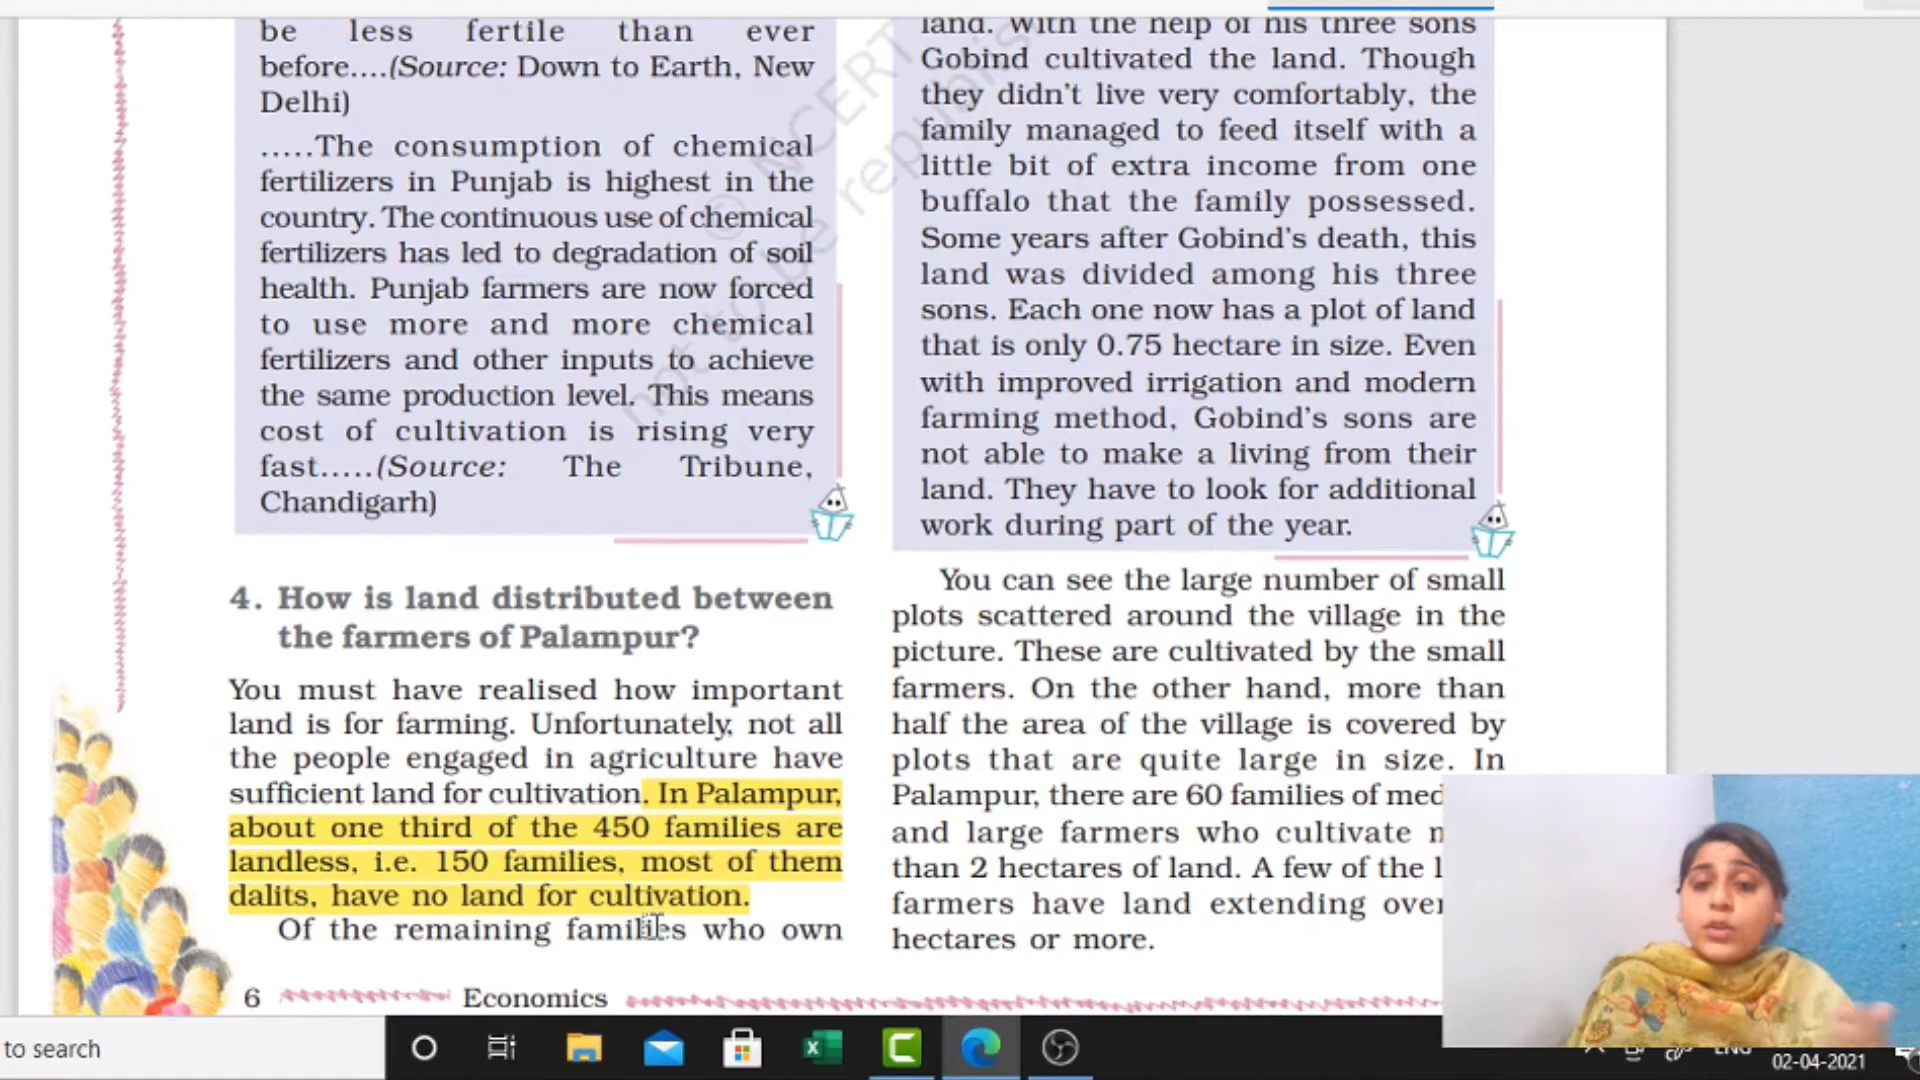 be less fertile than ever
before....(Source: Down to Earth, New
Delhi)
.....The consumption of chemical
fertilizers in Punjab is highest in the
country. The continuous use of chemical
fertilizers has led to degradation of soil
health. Punjab farmers are now forced
to use more and more chemical
fertilizers and other inputs to achieve
the same production level. This means
cost of cultivation is rising very
fast.....(Source: The Tribune,
Chandigarh)
4. How is land distributed between
the farmers of Palampur?
You must have realised how important
land is for farming. Unfortunately, not all
the people engaged in agriculture have
sufficient land for cultivation. In Palampur,
about one third of the 450 families are
landless, i.e. 150 families, most of them
dalits, have no land for cultivation.
Of the remaining families who own
land. With the help of his three sons
Gobind cultivated the land. Though
they didn't live very comfortably, the
family managed to feed itself with a
little bit of extra income from one
buffalo that the family possessed.
Some years after Gobind's death, this
land was divided among his three
sons. Each one now has a plot of land
that is only 0.75 hectare in size. Even
with improved irrigation and modern
farming method, Gobind's sons are
not able to make a living from their
land. They have to look for additional
work during part of the year.
You can see the large number of small
plots scattered around the village in the
picture. These are cultivated by the small
farmers. On the other hand, more than
half the area of the village is covered by
plots that are quite large in size. In
Palampur, there are 60 families of
and large farmers who cultivate
than 2 hectares of land. A few of the
farmers have land extending over
hectares or more.
© NCERT
not to be republis
6 Economics
to search
ENG
02-04-2021